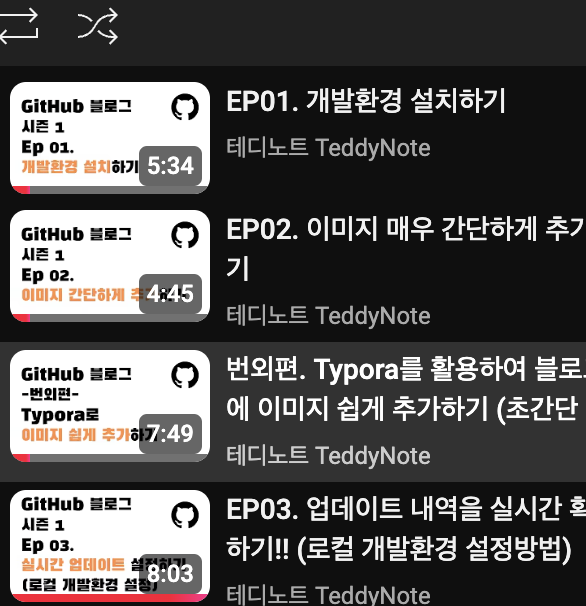 GitHub 블로그
시즌 1
Ep 01.
개발환경 설치하기
5:34
EP01. 개발환경 설치하기
테디노트 TeddyNote
GitHub 블로그
시즌 1
Ep 02.
이미지 간단하게
4:45
EP02. 이미지 매우 간단하게 추가
기
테디노트 TeddyNote
GitHub 블로그
-번외편-
Typora로
이미지 쉽게 추가하기
7:49
번외편. Typora를 활용하여 블로
에 이미지 쉽게 추가하기 (초간단
테디노트 TeddyNote
GitHub 블로그
시즌 1
Ep 03.
실시간 업데이트 설정하기
(로컬 개발환경 설정)
8:03
EP03. 업데이트 내역을 실시간 확
하기!! (로컬 개발환경 설정방법)
테디노트 TeddyNote